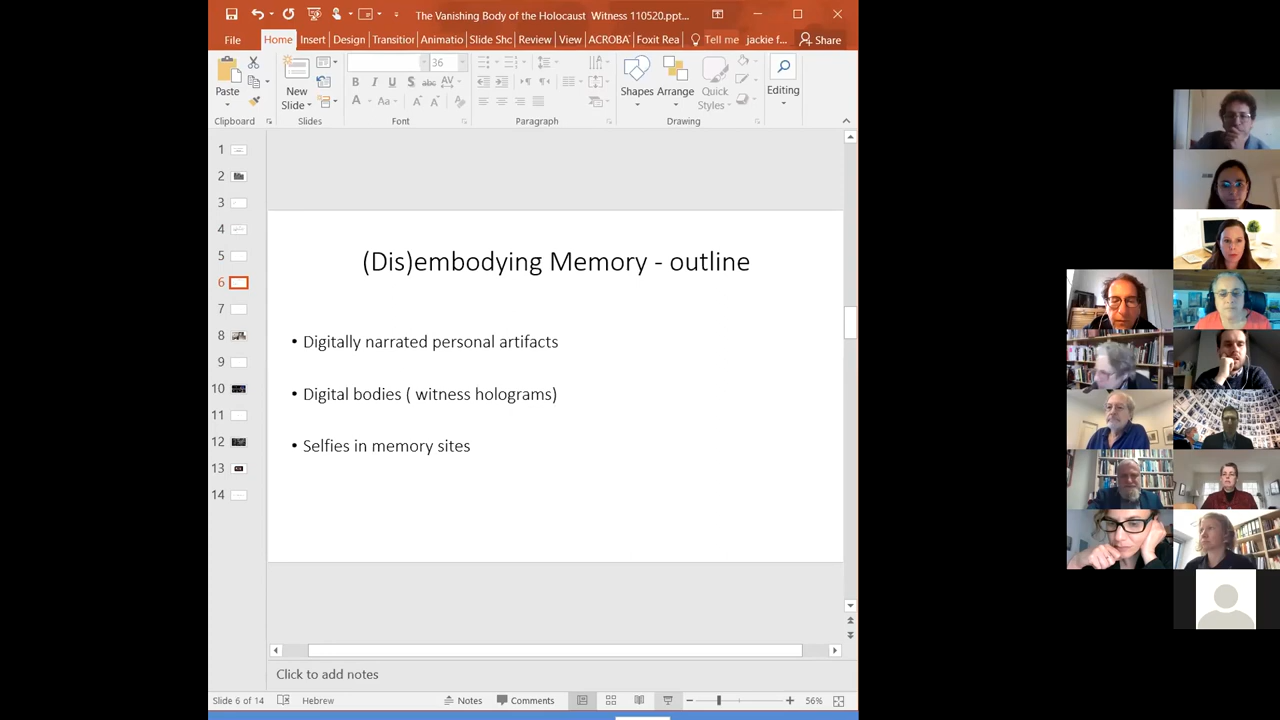 The Vanishing Body of the Holocaust Witness 110520.ppt...
File Home Insert Design Transition Animatio Slide Shc Review View ACROBA Foxit Rea Tell me jackie f... Share
36
Paste
New Slide
Shapes Arrange Quick Styles
Editing
Clipboard Slides Font Paragraph Drawing
1
2
3
4
5
6
7
8
9
10
11
12
13
14
(Dis)embodying Memory - outline
• Digitally narrated personal artifacts
• Digital bodies ( witness holograms)
• Selfies in memory sites
Click to add notes
Slide 6 of 14 Hebrew Notes Comments 56%